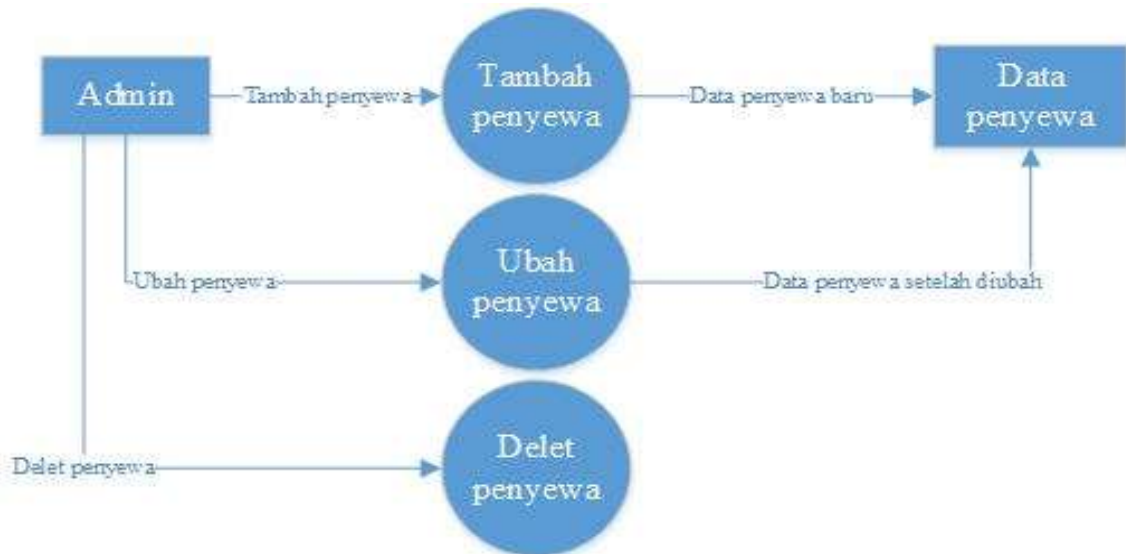 Admin
Tambah penyewa
Tambah
penyewa
Data penyewa baru
Data
penyewa
Ubah penyewa
Ubah
penyewa
Data penyewa setelah diubah
Delet penyewa
Delet
penyewa